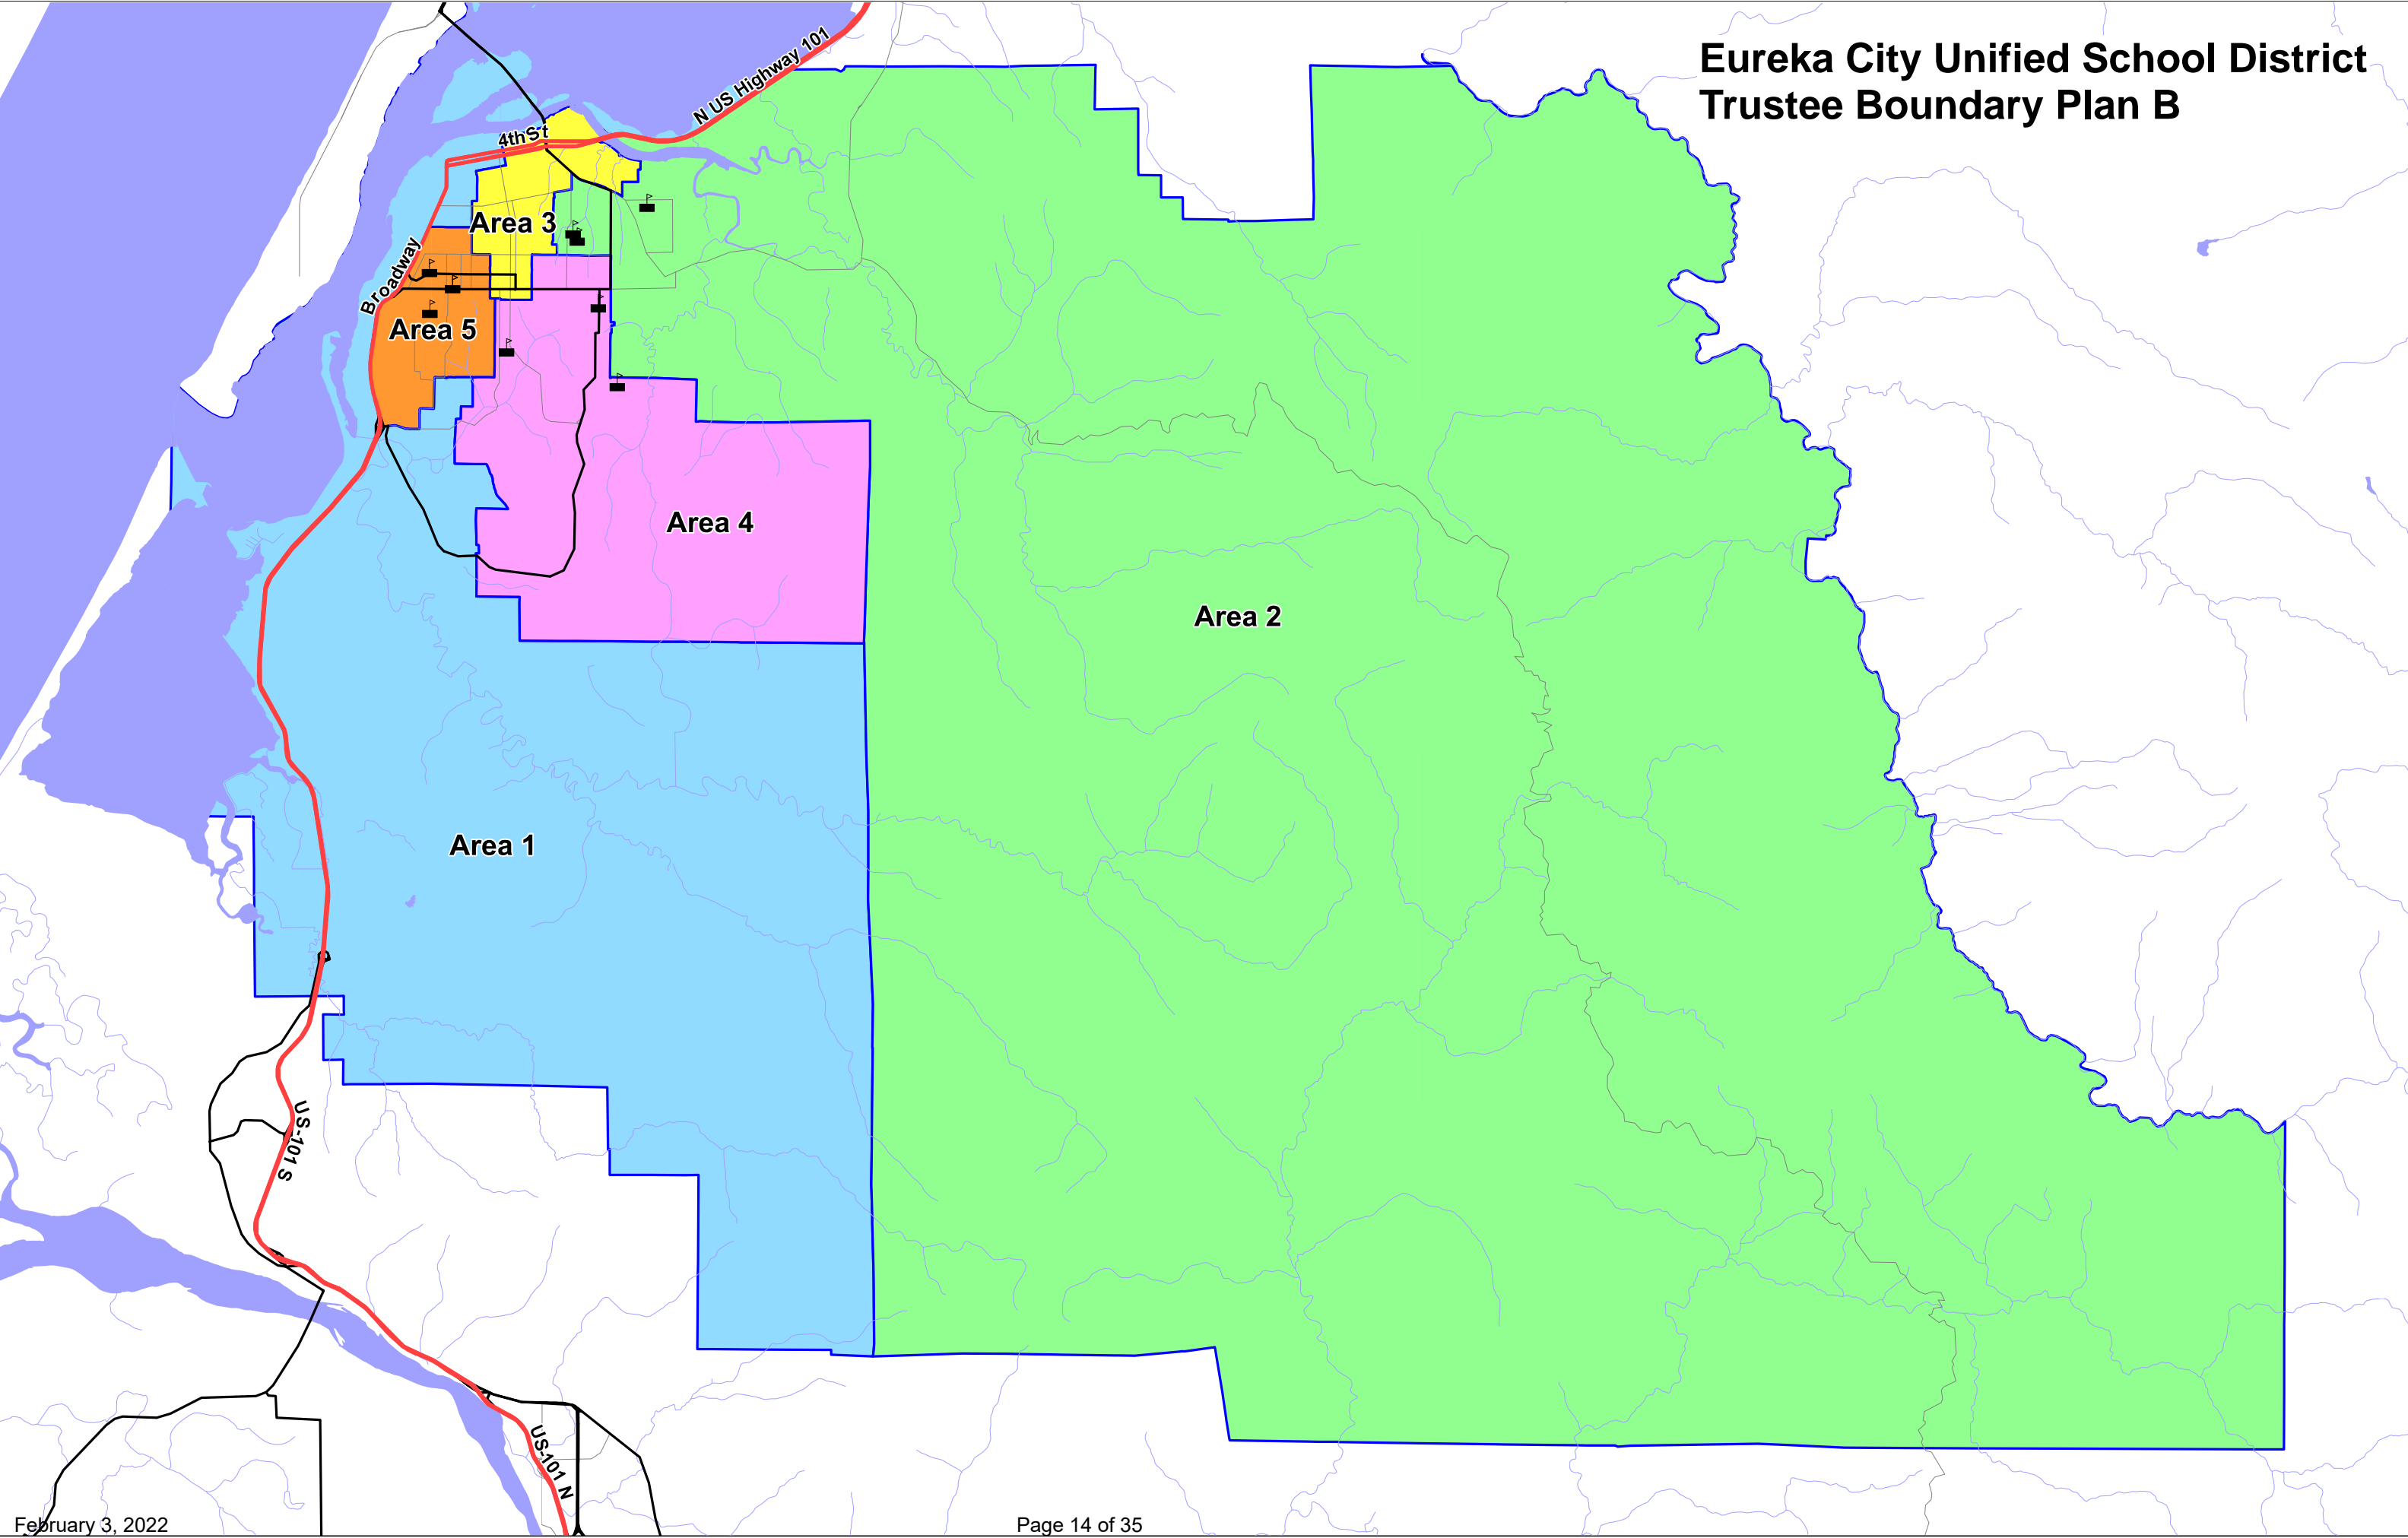 Eureka City Unified School District
Trustee Boundary Plan B
N US Highway 101
4th St
Area 3
Broadway
Area 5
Area 4
Area 2
Area 1
US-101 S
US-101 N
February 3, 2022
Page 14 of 35